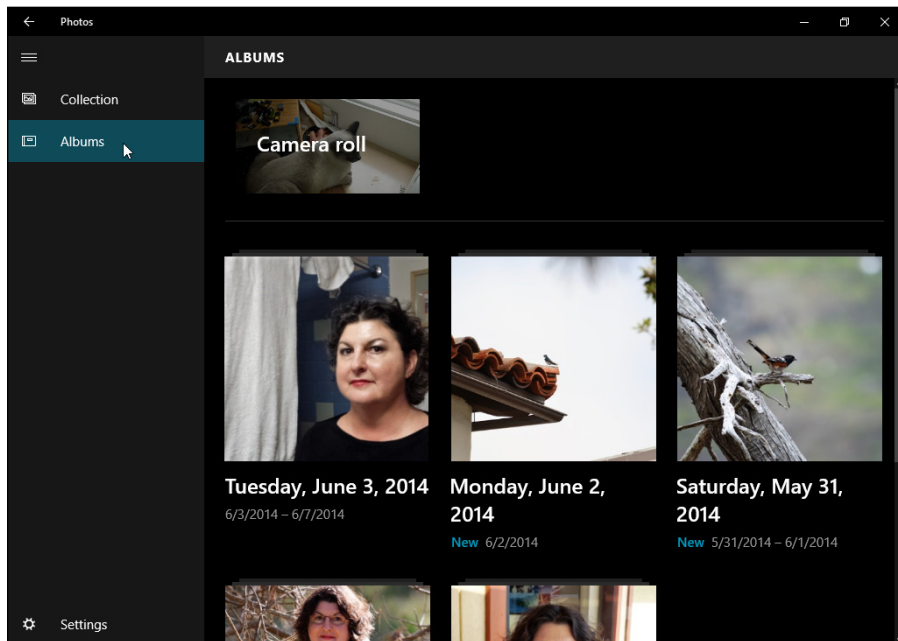 Photos
ALBUMS
Collection
Albums
Camera roll
Tuesday, June 3, 2014
6/3/2014 – 6/7/2014
Monday, June 2,
2014
New 6/2/2014
Saturday, May 31,
2014
New 5/31/2014 – 6/1/2014
Settings